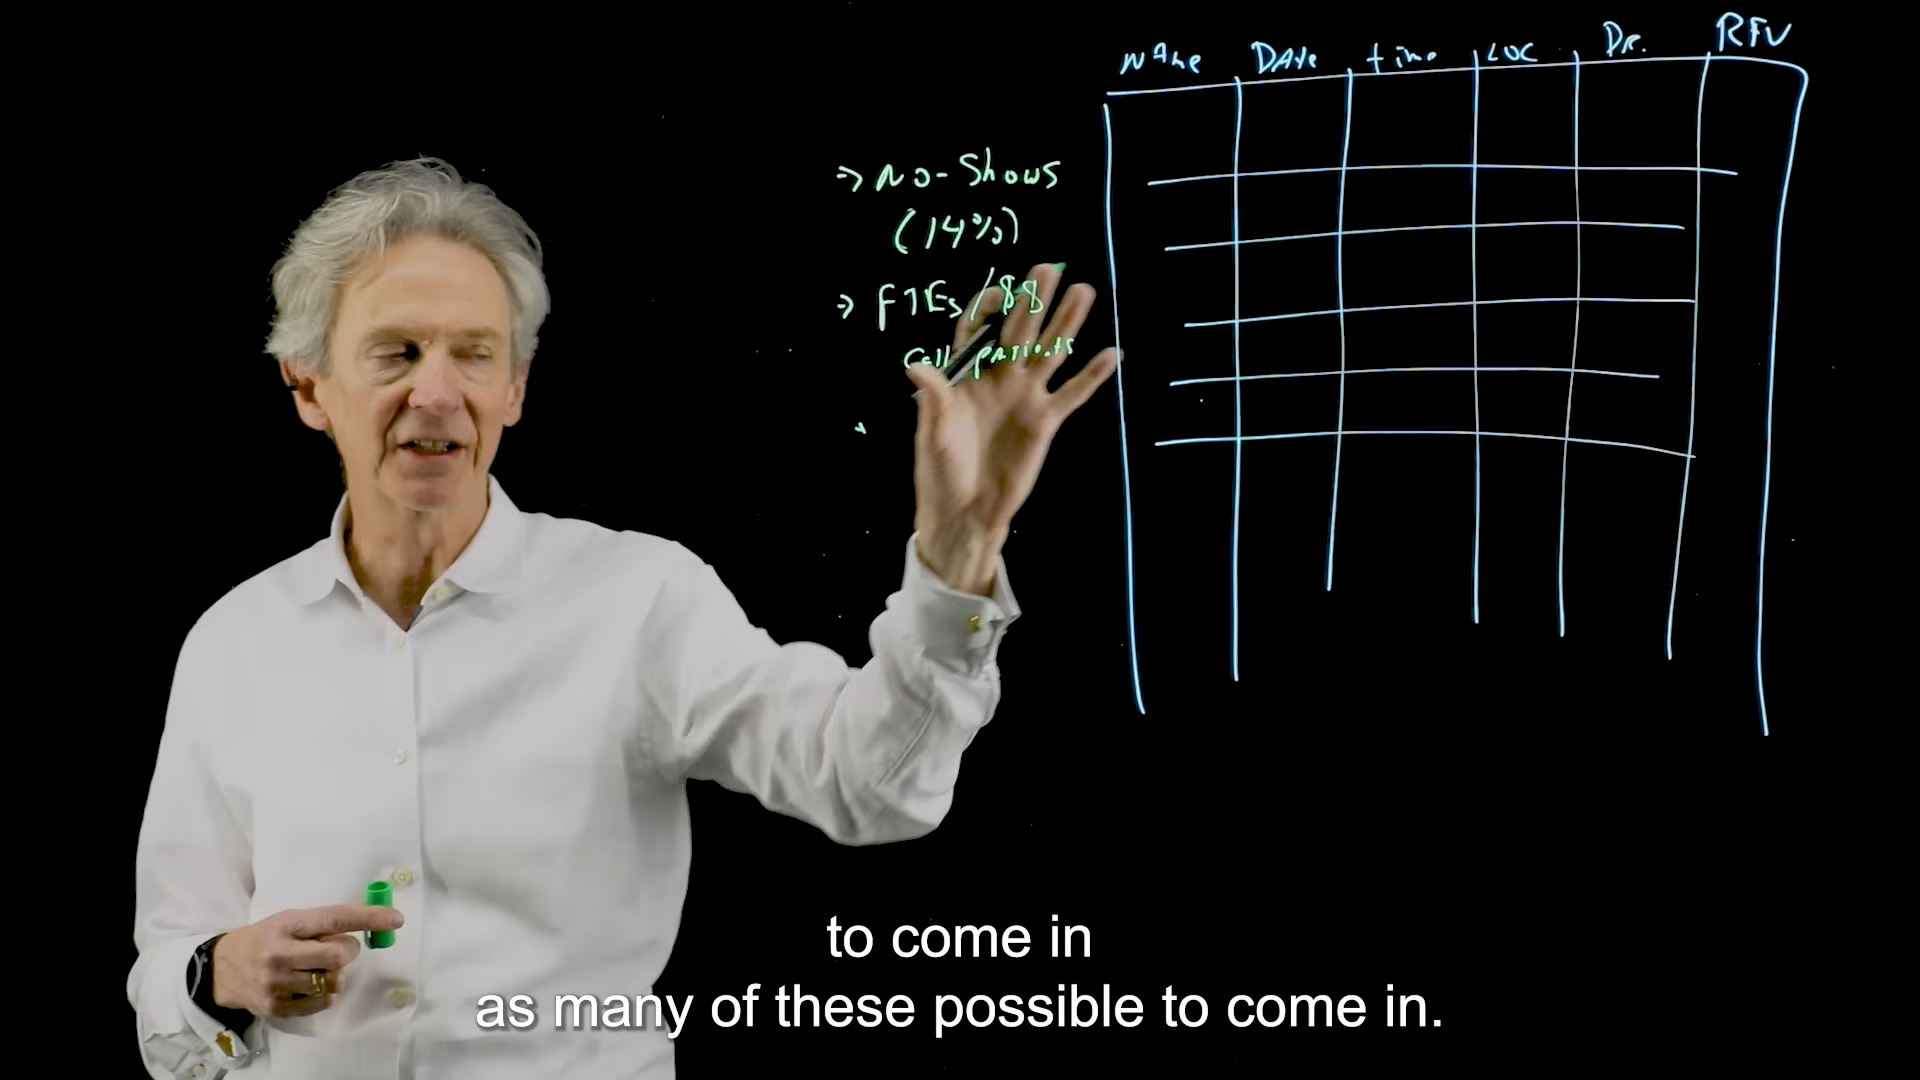 Name Date time Loc Dr. RFV
→ No-Shows
(14%)
→ FTEs/88
Call patients
to come in
as many of these possible to come in.